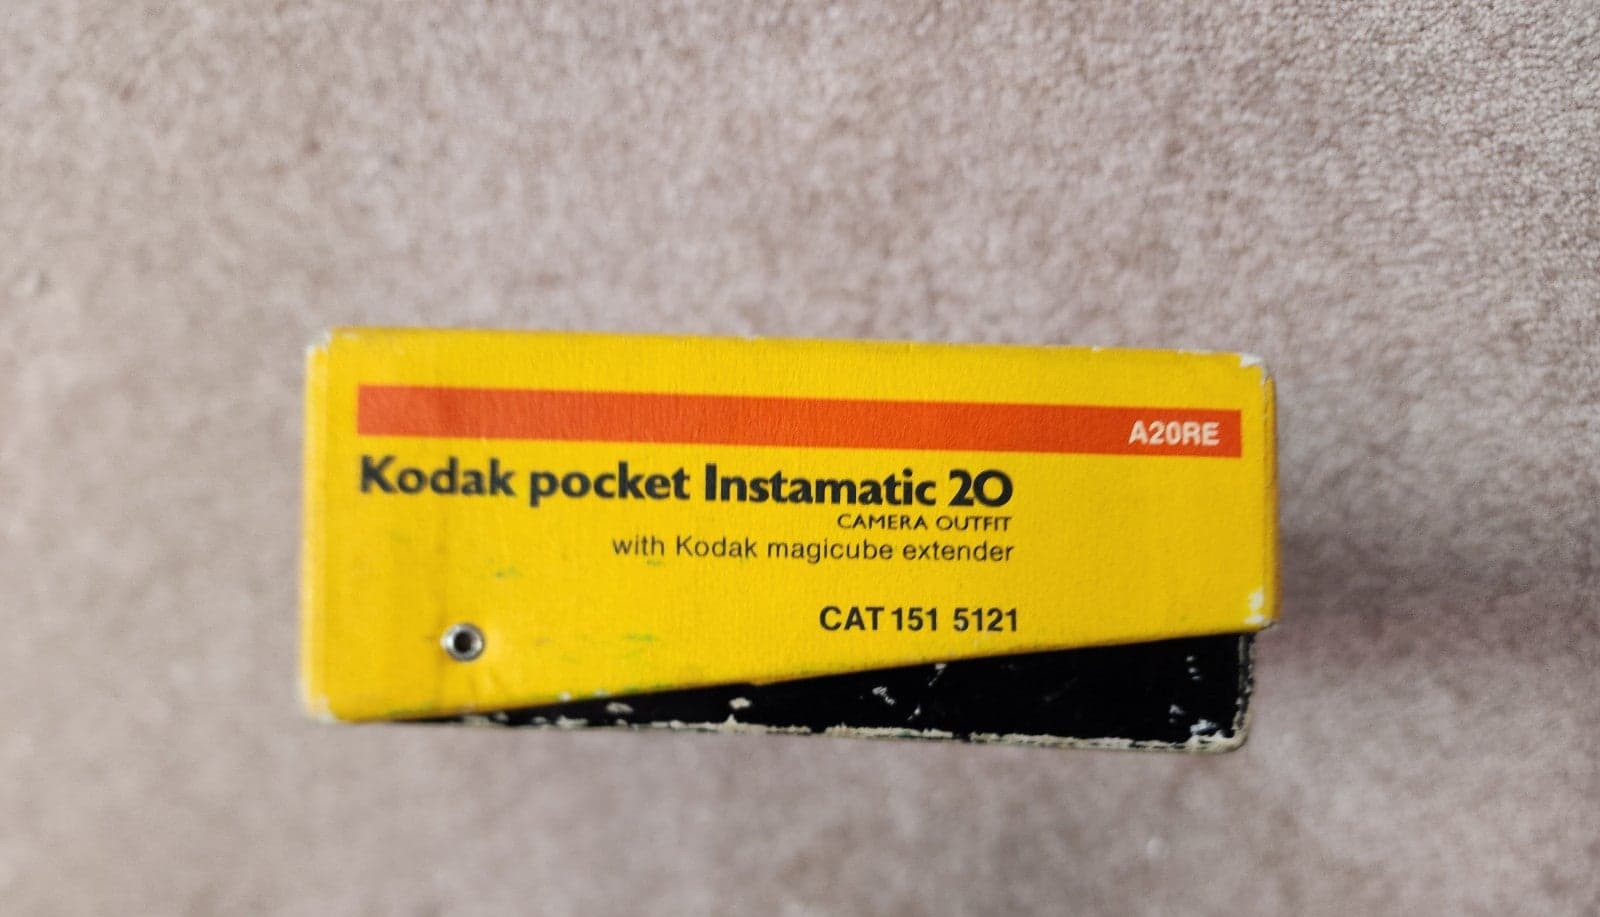 A20RE
Kodak pocket Instamatic 20
CAMERA OUTFIT
with Kodak magicube extender
CAT 151 5121